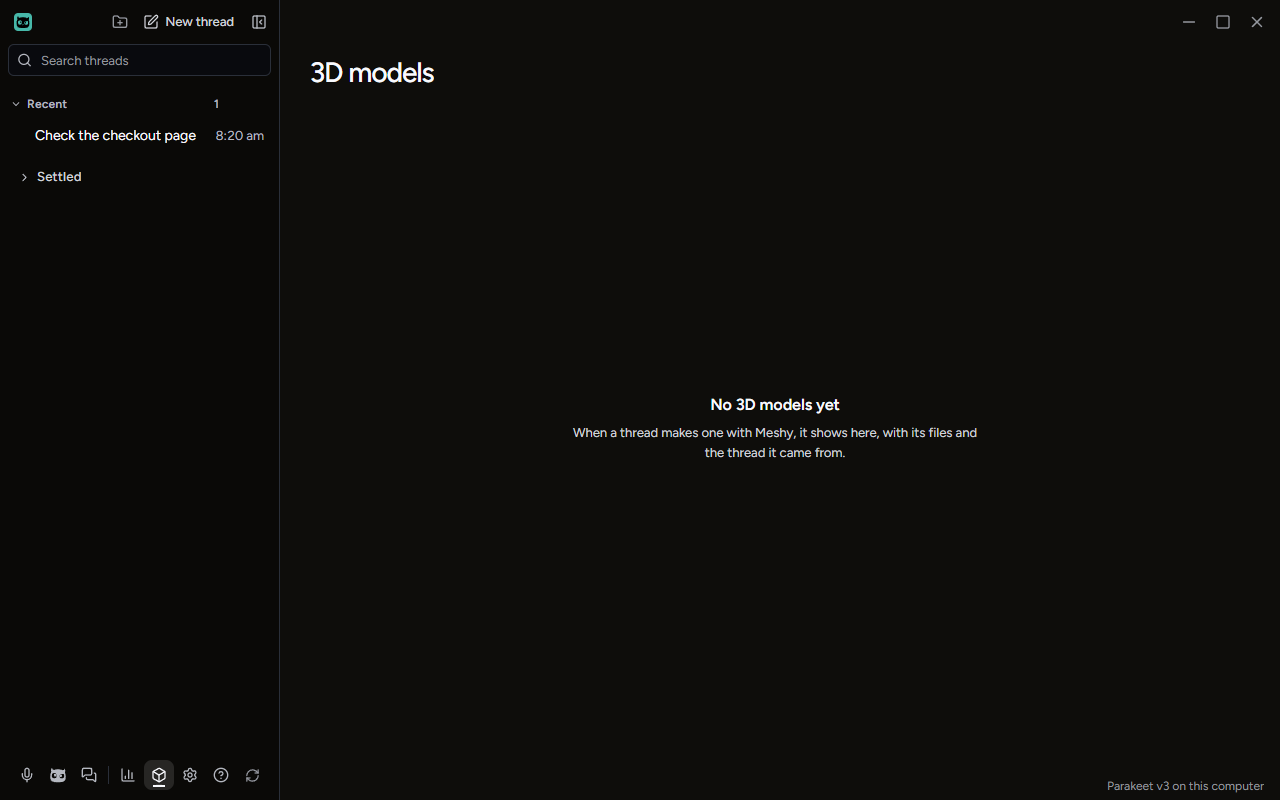 New thread
Search threads
Recent 1
Check the checkout page 8:20 am
Settled
3D models
No 3D models yet
When a thread makes one with Meshy, it shows here, with its files and
the thread it came from.
Parakeet v3 on this computer